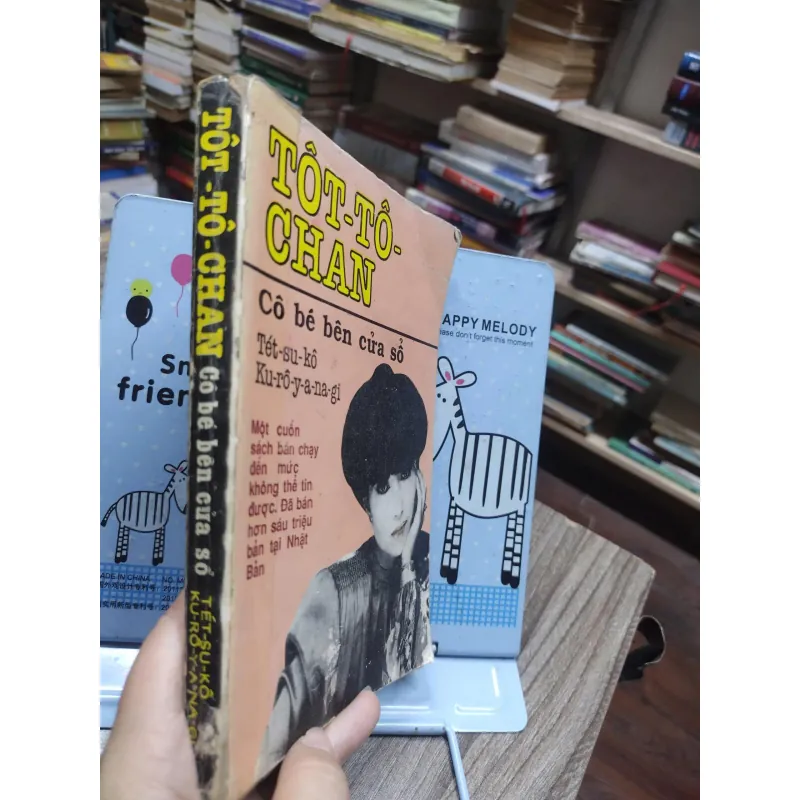 TỐT-TÔ-
CHAN
Cô bé bên cửa sổ
Tét-su-kô
Ku-rô-y-a-na-gi
Một cuốn
sách bán chạy
đến mức
không thể tin
được. Đã bán
hơn sáu triệu
bản tại Nhật
Bản
TÔT-TÔ-CHAN Cô bé bên cửa sổ
TÉT-SU-KÔ
KU-RÔ-Y-A-NA-G
APPY MELODY
ase don't forget this moment
Sm
frien
ADE IN CHINA